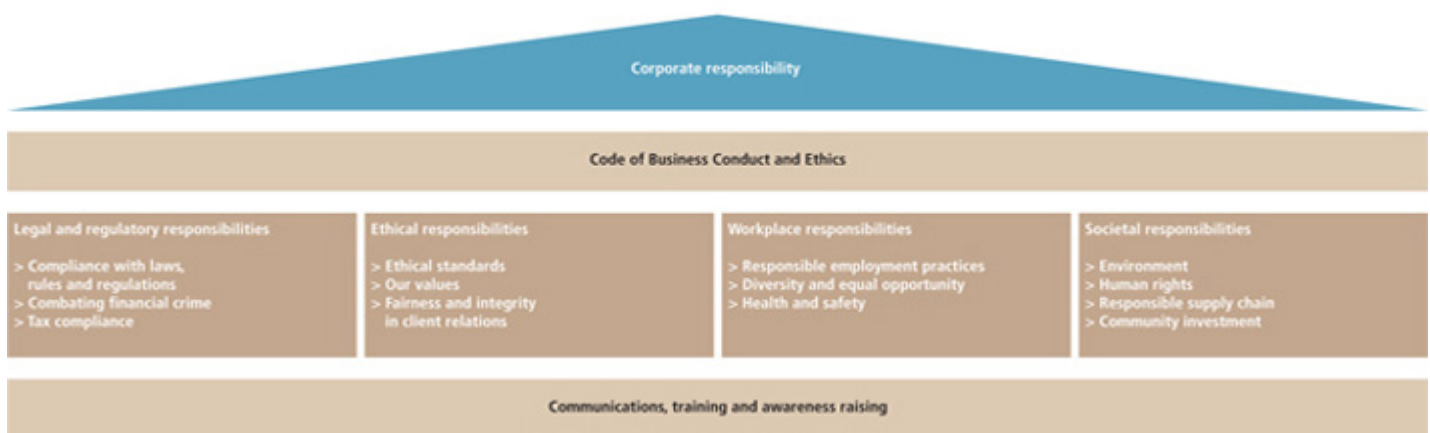 Corporate responsibility
Code of Business Conduct and Ethics
Legal and regulatory responsibilities
> Compliance with laws,
rules and regulations
> Combating financial crime
> Tax compliance
Ethical responsibilities
> Ethical standards
> Our values
> Fairness and integrity
in client relations
Workplace responsibilities
> Responsible employment practices
> Diversity and equal opportunity
> Health and safety
Societal responsibilities
> Environment
> Human rights
> Responsible supply chain
> Community investment
Communications, training and awareness raising